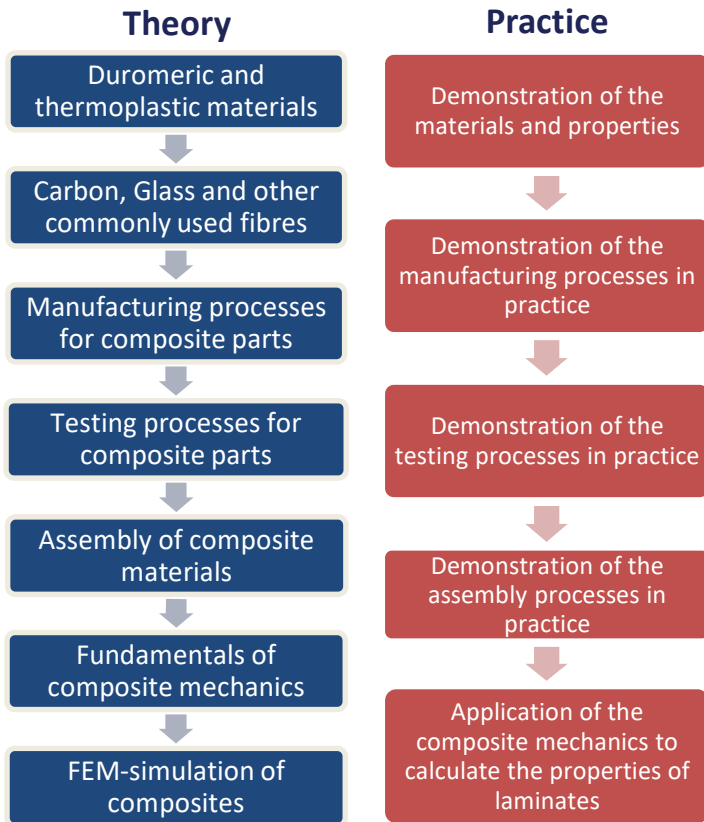 Theory
Duromeric and
thermoplastic materials
Carbon, Glass and other
commonly used fibres
Manufacturing processes
for composite parts
Testing processes for
composite parts
Assembly of composite
materials
Fundamentals of
composite mechanics
FEM-simulation of
composites
Practice
Demonstration of the
materials and properties
Demonstration of the
manufacturing processes in
practice
Demonstration of the
testing processes in practice
Demonstration of the
assembly processes in
practice
Application of the
composite mechanics to
calculate the properties of
laminates